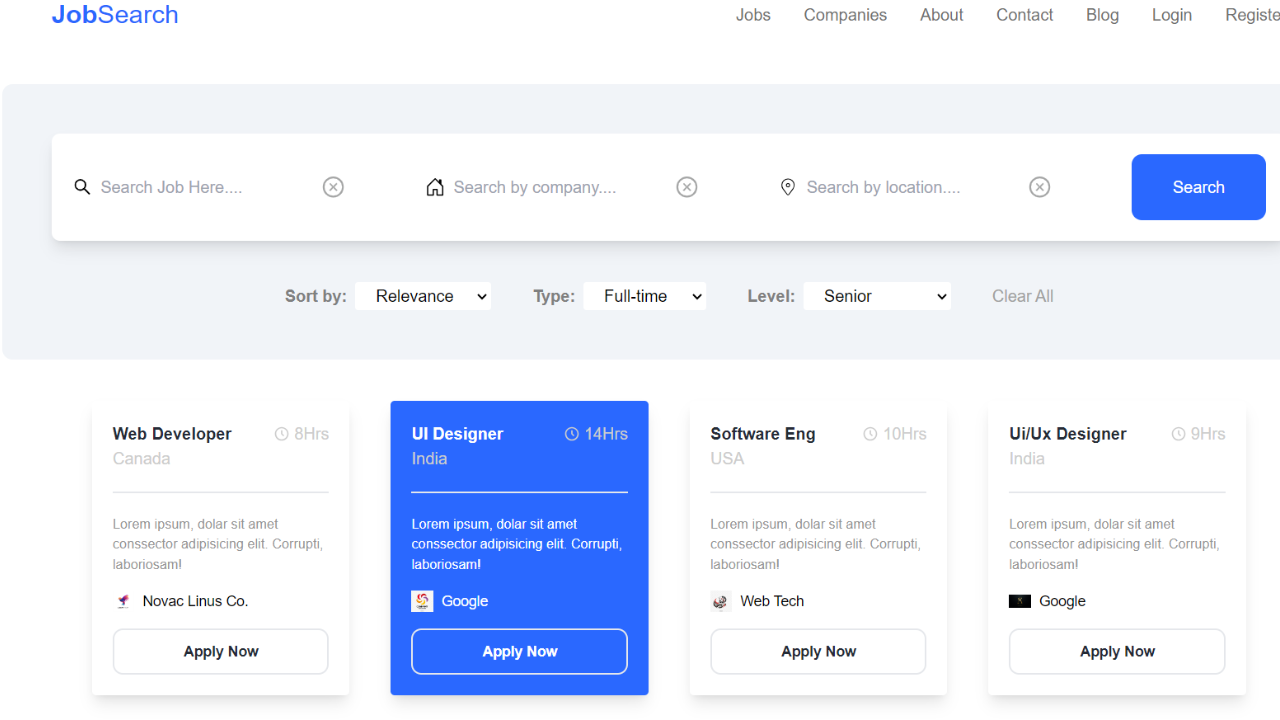 JobSearch Jobs Companies About Contact Blog Login Registe
Search Job Here.... Search by company.... Search by location.... Search
Sort by: Relevance Type: Full-time Level: Senior Clear All
Web Developer 8Hrs
Canada
Lorem ipsum, dolar sit amet
conssector adipisicing elit. Corrupti,
laboriosam!
Novac Linus Co.
Apply Now
UI Designer 14Hrs
India
Lorem ipsum, dolar sit amet
conssector adipisicing elit. Corrupti,
laboriosam!
Google
Apply Now
Software Eng 10Hrs
USA
Lorem ipsum, dolar sit amet
conssector adipisicing elit. Corrupti,
laboriosam!
Web Tech
Apply Now
Ui/Ux Designer 9Hrs
India
Lorem ipsum, dolar sit amet
conssector adipisicing elit. Corrupti,
laboriosam!
Google
Apply Now